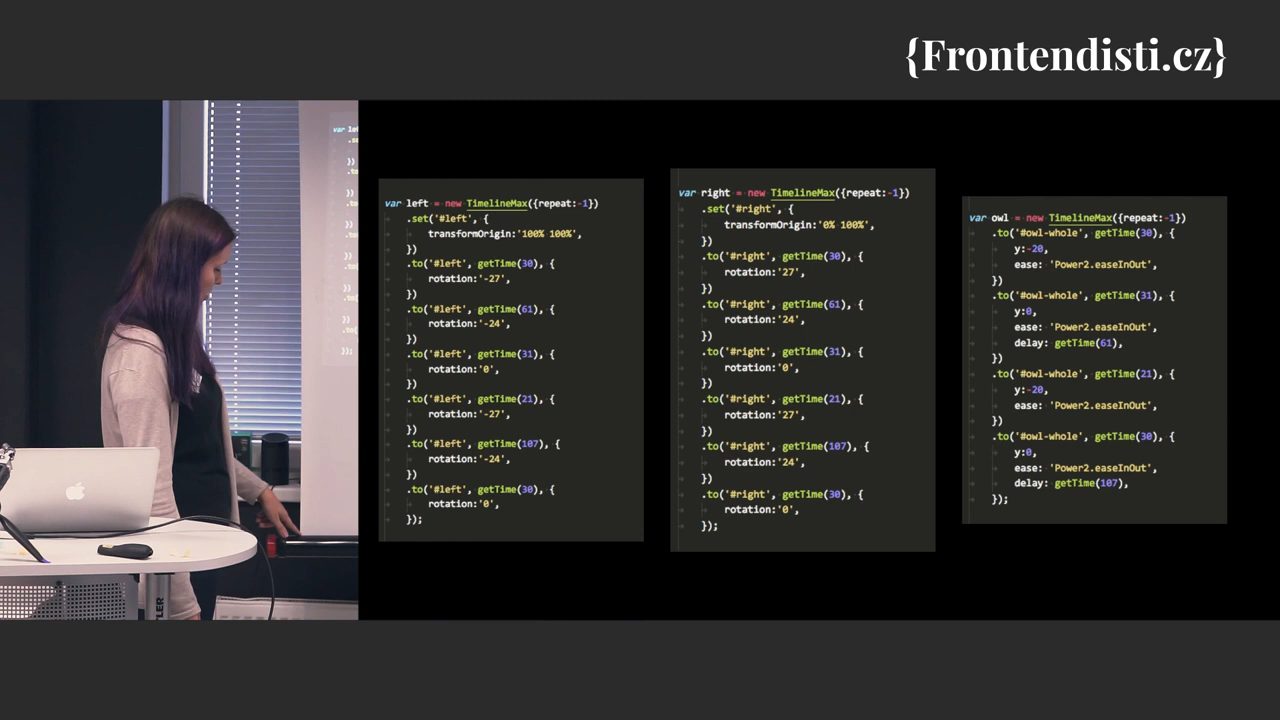 {Frontendisti.cz}
var left = new TimelineMax({repeat:-1})
.set('#left', {
transformOrigin:'100% 100%',
})
.to('#left', getTime(30), {
rotation:'-27',
})
.to('#left', getTime(61), {
rotation:'-24',
})
.to('#left', getTime(31), {
rotation:'0',
})
.to('#left', getTime(21), {
rotation:'-27',
})
.to('#left', getTime(107), {
rotation:'-24',
})
.to('#left', getTime(30), {
rotation:'0',
});
var right = new TimelineMax({repeat:-1})
.set('#right', {
transformOrigin:'0% 100%',
})
.to('#right', getTime(30), {
rotation:'27',
})
.to('#right', getTime(61), {
rotation:'24',
})
.to('#right', getTime(31), {
rotation:'0',
})
.to('#right', getTime(21), {
rotation:'27',
})
.to('#right', getTime(107), {
rotation:'24',
})
.to('#right', getTime(30), {
rotation:'0',
});
var owl = new TimelineMax({repeat:-1})
.to('#owl-whole', getTime(30), {
y:-20,
ease: 'Power2.easeInOut',
})
.to('#owl-whole', getTime(31), {
y:0,
ease: 'Power2.easeInOut',
delay: getTime(61),
})
.to('#owl-whole', getTime(21), {
y:-20,
ease: 'Power2.easeInOut',
})
.to('#owl-whole', getTime(30), {
y:0,
ease: 'Power2.easeInOut',
delay: getTime(107),
});